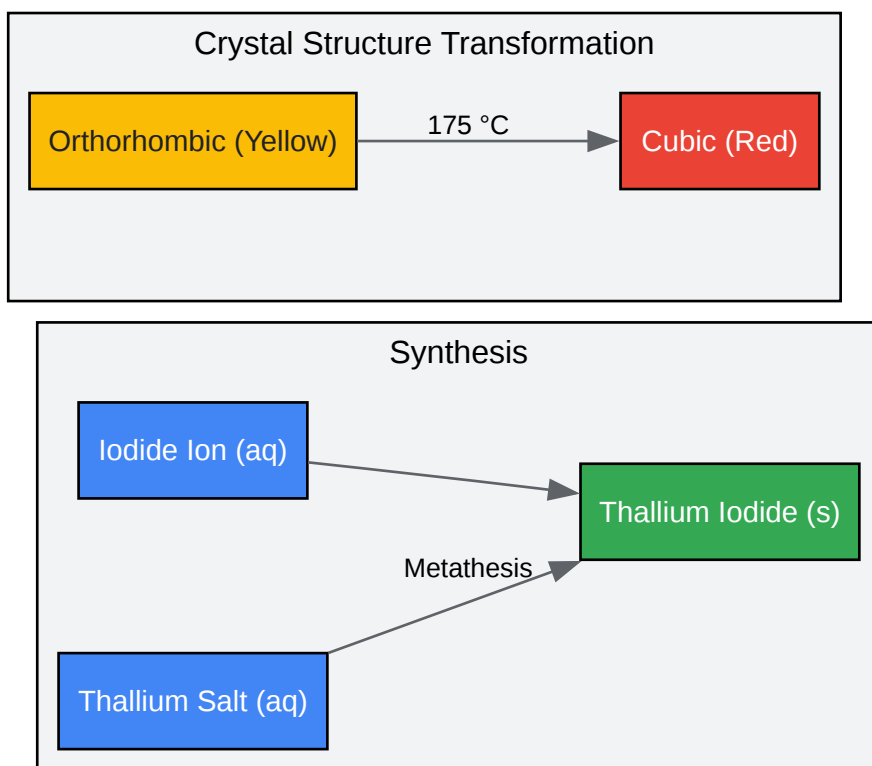 Crystal Structure Transformation
Orthorhombic (Yellow)
175 °C
Cubic (Red)
Synthesis
Iodide Ion (aq)
Thallium Iodide (s)
Metathesis
Thallium Salt (aq)